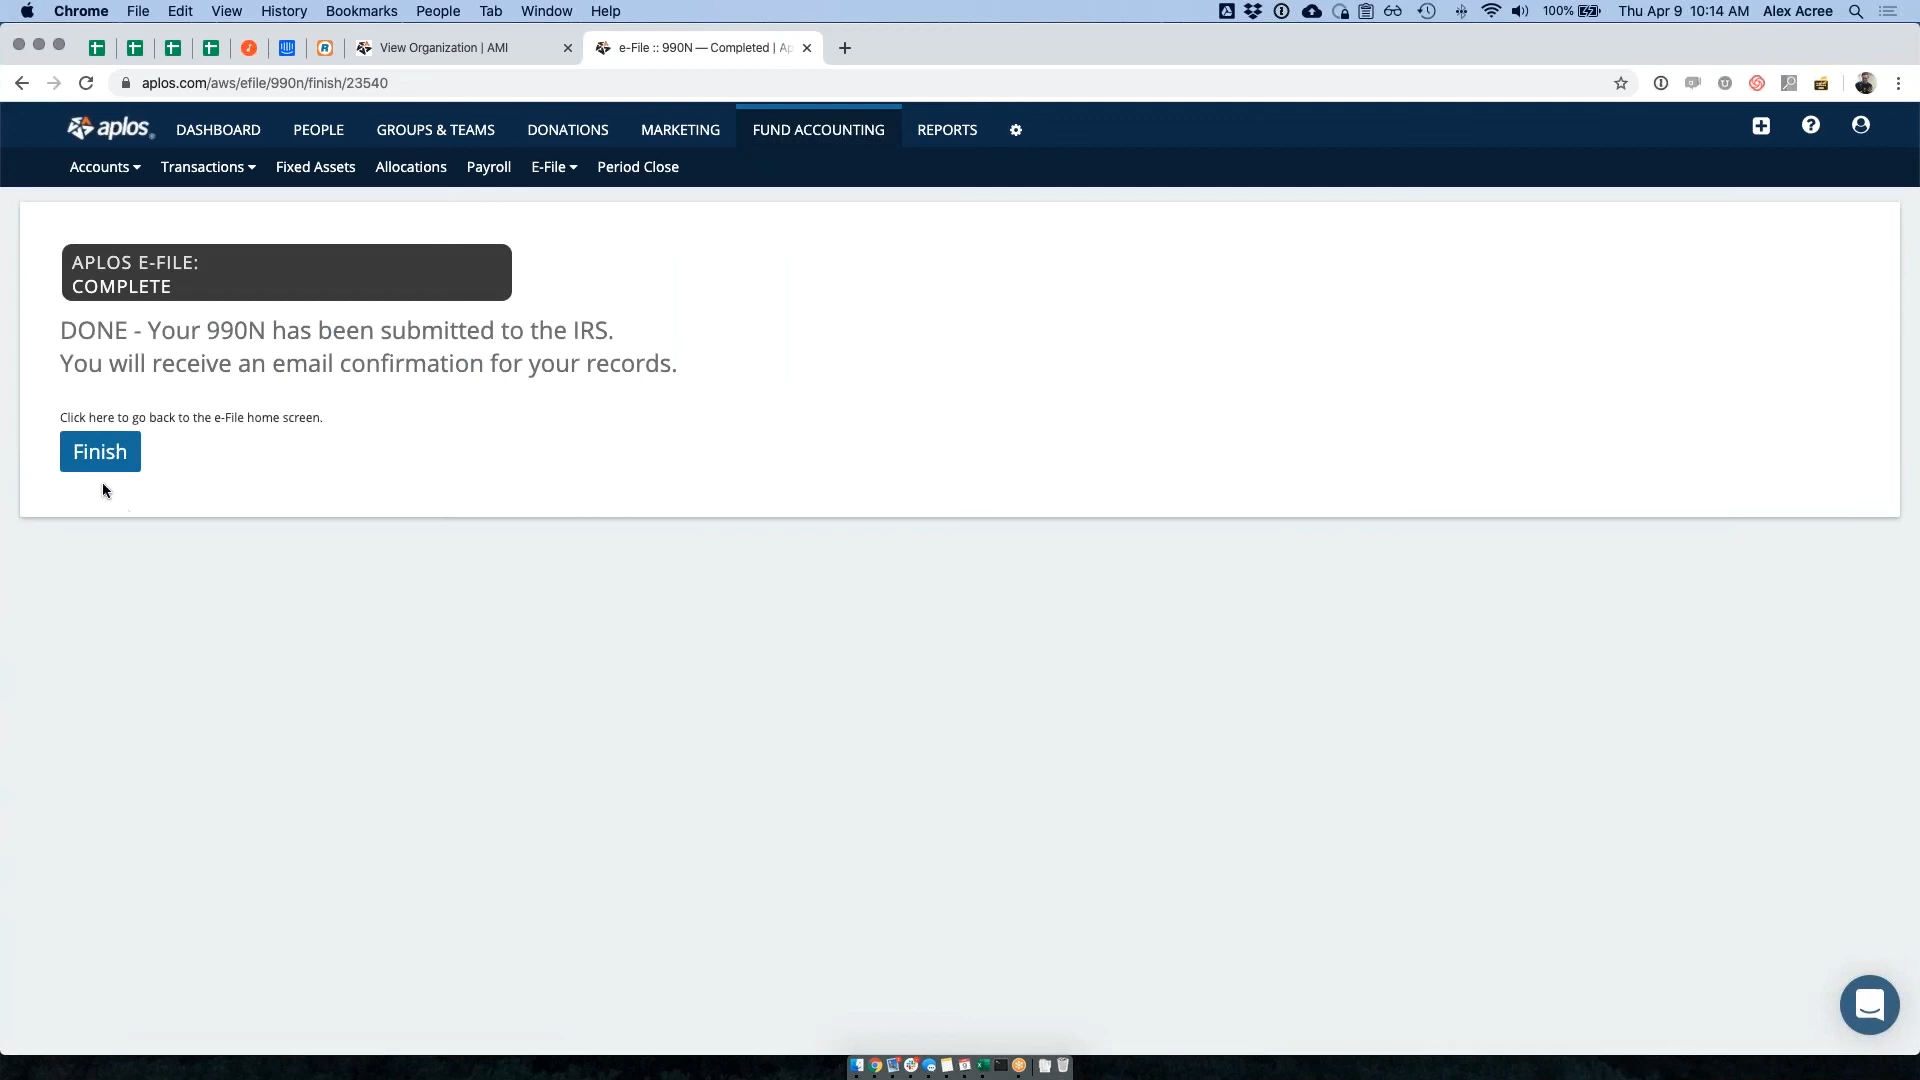 Chrome File Edit View History Bookmarks People Tab Window Help 100% Thu Apr 9 10:14 AM Alex Acree
View Organization | AMI
e-File :: 990N — Completed | Ap
aplos.com/aws/efile/990n/finish/23540
aplos DASHBOARD PEOPLE GROUPS & TEAMS DONATIONS MARKETING FUND ACCOUNTING REPORTS
Accounts Transactions Fixed Assets Allocations Payroll E-File Period Close
APLOS E-FILE:
COMPLETE
DONE - Your 990N has been submitted to the IRS.
You will receive an email confirmation for your records.
Click here to go back to the e-File home screen.
Finish